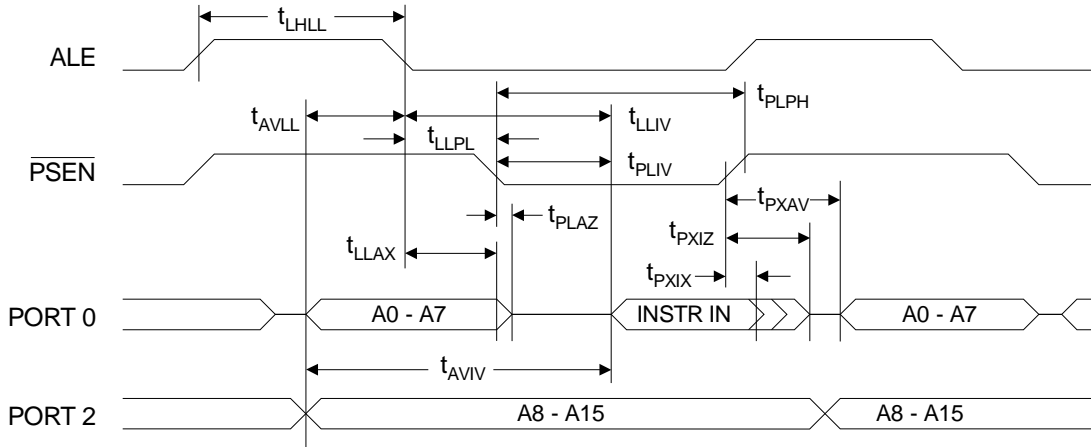 tLHLL
ALE
tPLPH
tAVLL
tLLIV
tLLPL
PSEN
tPLIV
tPXAV
tPLAZ
tPXIZ
tLLAX
tPXIX
PORT 0
A0 - A7
INSTR IN
A0 - A7
tAVIV
PORT 2
A8 - A15
A8 - A15